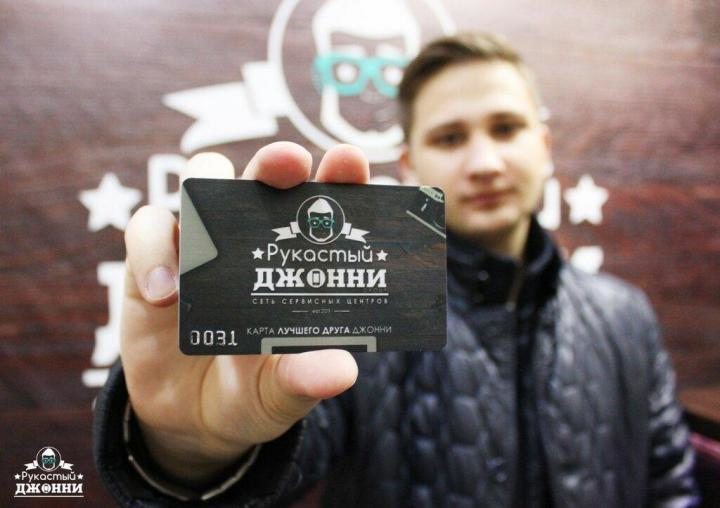 Рукастый
ДЖОННИ
СЕТЬ СЕРВИСНЫХ ЦЕНТРОВ
0031
КАРТА ЛУЧШЕГО ДРУГА ДЖОННИ
Рукастый
ДЖОННИ